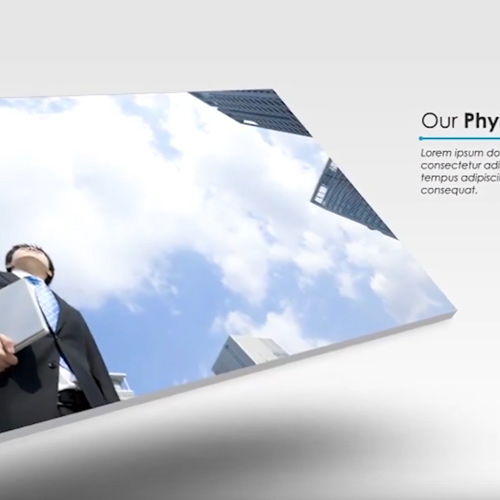 Our Phy
Lorem ipsum do
consectetur adi
tempus adipisci
consequat.